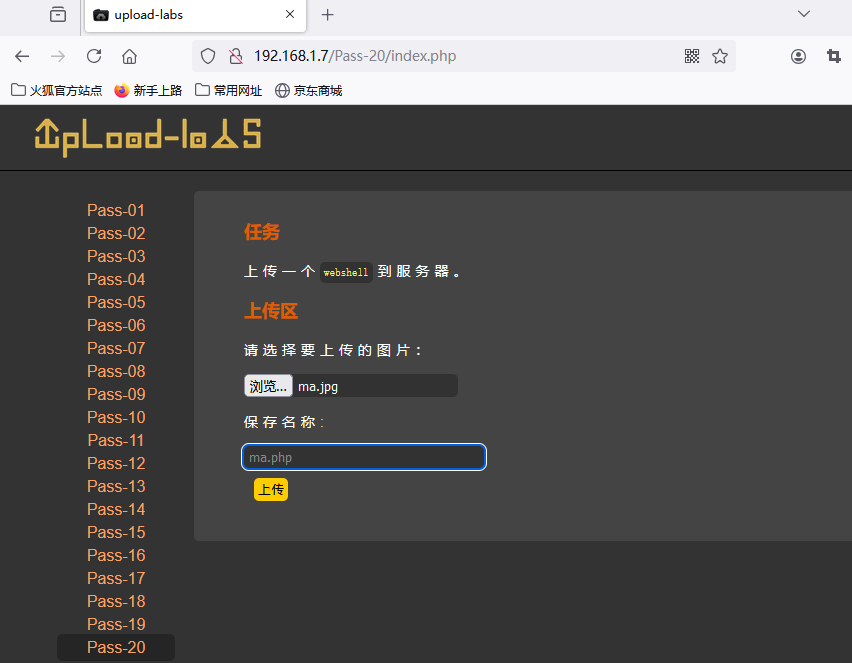 upload-labs
192.168.1.7/Pass-20/index.php
火狐官方站点 新手上路 常用网址 京东商城
UpLoad-labs
Pass-01
Pass-02
Pass-03
Pass-04
Pass-05
Pass-06
Pass-07
Pass-08
Pass-09
Pass-10
Pass-11
Pass-12
Pass-13
Pass-14
Pass-15
Pass-16
Pass-17
Pass-18
Pass-19
Pass-20
任务
上传一个 webshell 到服务器。
上传区
请选择要上传的图片：
浏览... ma.jpg
保存名称:
ma.php
上传